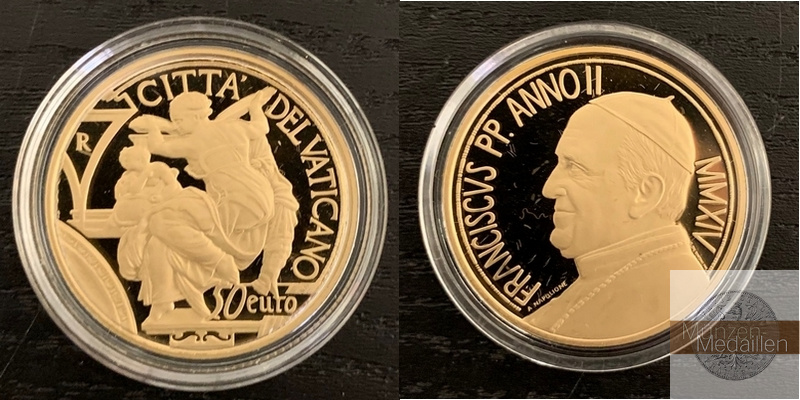 CITTA' DEL VATICANO
R
50 euro
FRANCISCVS PP. ANNO II
MMXIV
A. NAPOLIONE
Münzen-
Medaillen